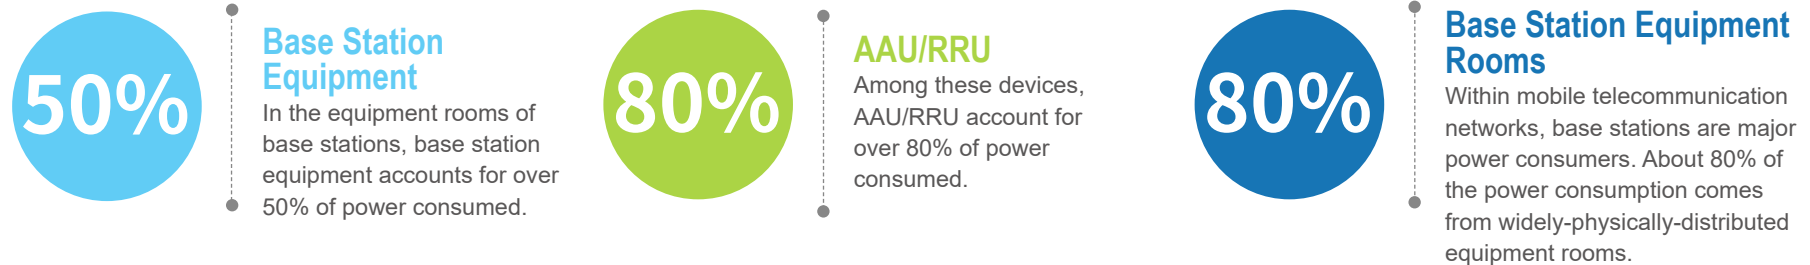 50%
Base Station
Equipment
In the equipment rooms of
base stations, base station
equipment accounts for over
50% of power consumed.
80%
AAU/RRU
Among these devices,
AAU/RRU account for
over 80% of power
consumed.
80%
Base Station Equipment
Rooms
Within mobile telecommunication
networks, base stations are major
power consumers. About 80% of
the power consumption comes
from widely-physically-distributed
equipment rooms.